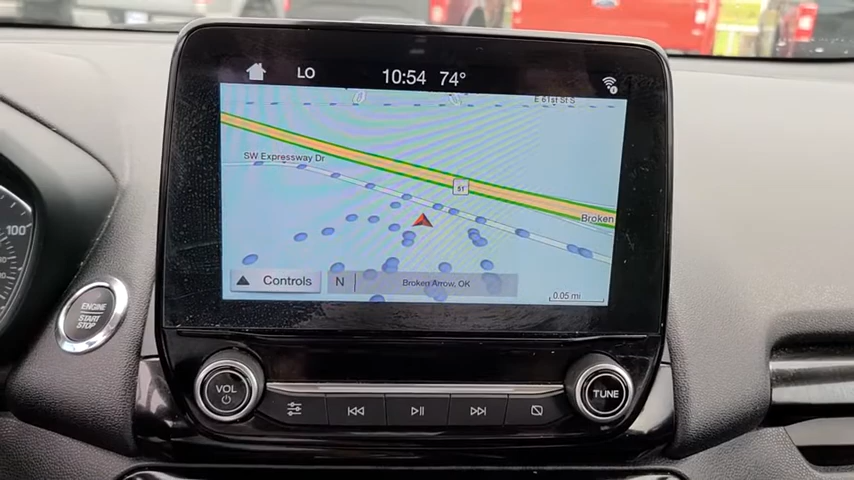 LO 10:54 74°
E 61st St S
SW Expressway Dr
51
Broken
Controls
N
Broken Arrow, OK
0.05 mi
100
ENGINE
START
STOP
VOL
TUNE